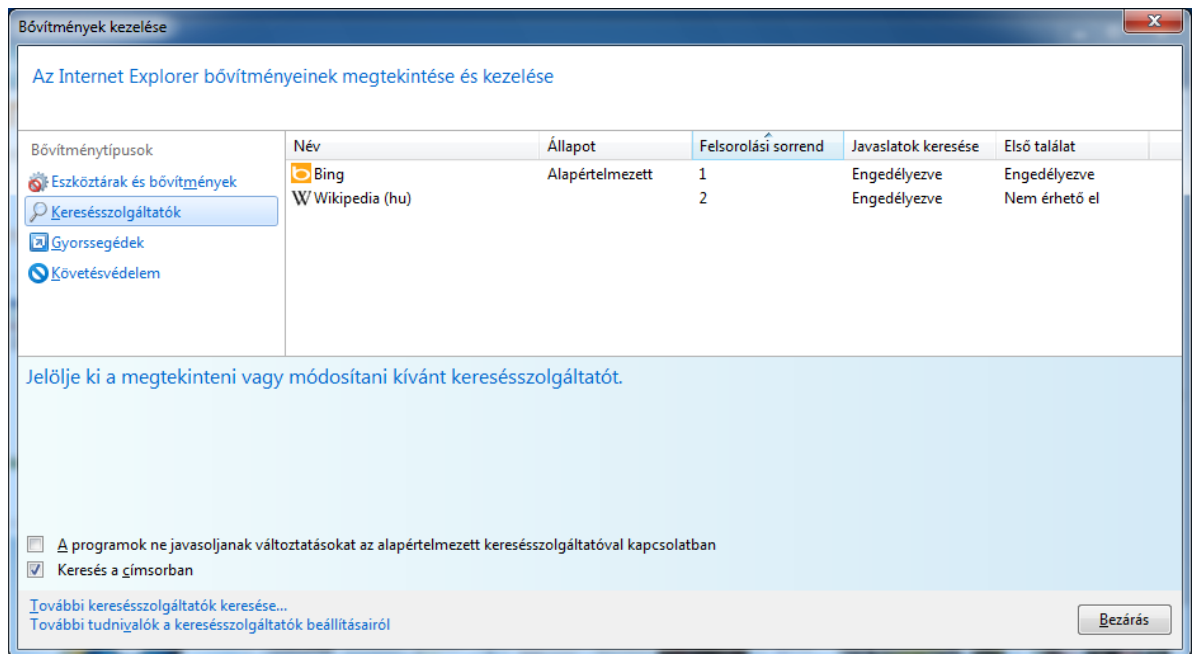 Bővítmények kezelése
Az Internet Explorer bővítményeinek megtekintése és kezelése
Bővítménytípusok
Eszköztárak és bővítmények
Keresésszolgáltatók
Gyorssegédek
Követésvédelem
Név Állapot Felsorolási sorrend Javaslatok keresése Első találat
Bing Alapértelmezett 1 Engedélyezve Engedélyezve
W Wikipedia (hu) 2 Engedélyezve Nem érhető el
Jelölje ki a megtekinteni vagy módosítani kívánt keresésszolgáltatót.
A programok ne javasoljanak változtatásokat az alapértelmezett keresésszolgáltatóval kapcsolatban
Keresés a címsorban
További keresésszolgáltatók keresése...
További tudnivalók a keresésszolgáltatók beállításairól
Bezárás